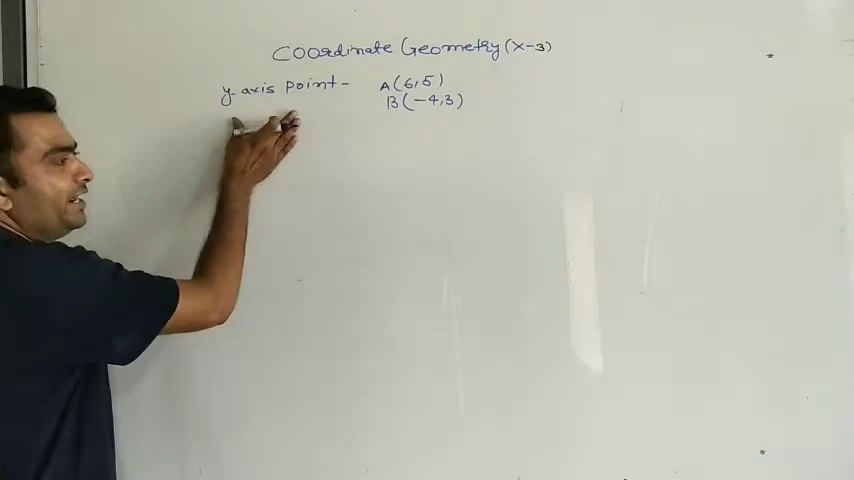 Coordinate Geometry (X-3)
y-axis point- A(6,5)
B(-4,3)